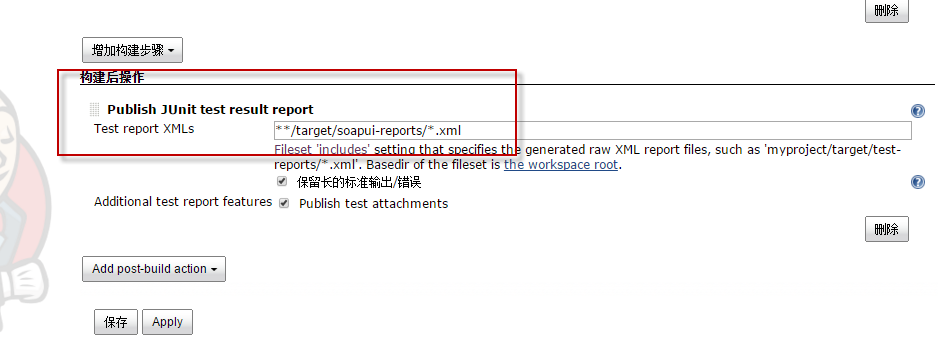 删除
增加构建步骤
构建后操作
Publish JUnit test result report
Test report XMLs
**/target/soapui-reports/*.xml
Fileset 'includes' setting that specifies the generated raw XML report files, such as 'myproject/target/test-
reports/*.xml'. Basedir of the fileset is the workspace root.
保留长的标准输出/错误
Additional test report features Publish test attachments
删除
Add post-build action
保存 Apply